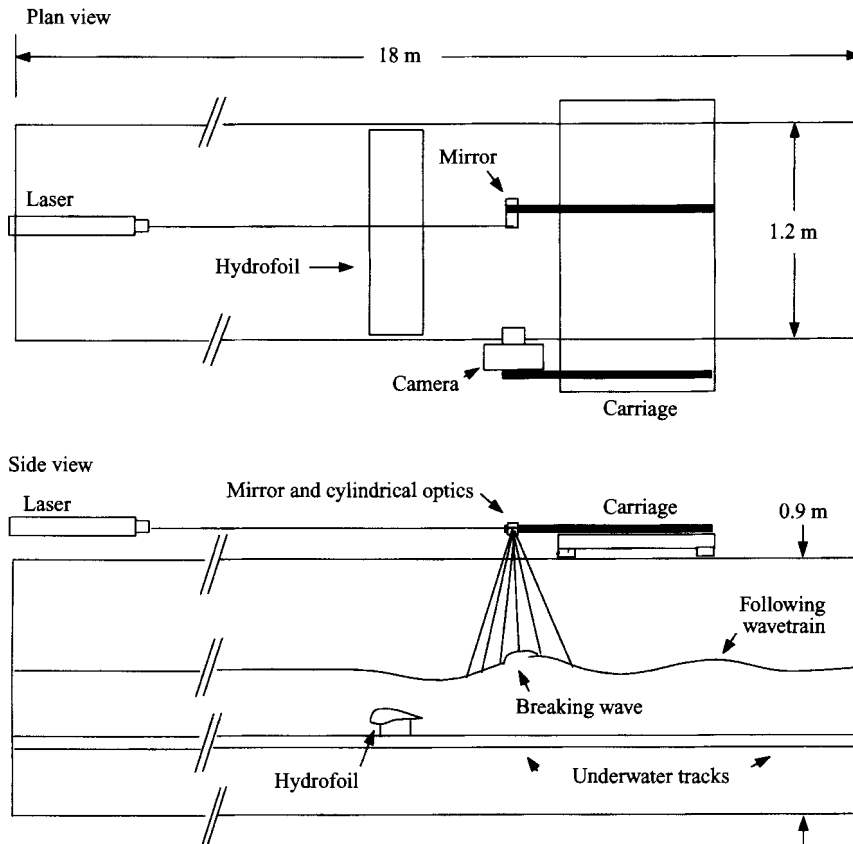 Plan view
18 m
Mirror
Laser
1.2 m
Hydrofoil
Camera
Carriage
Side view
Mirror and cylindrical optics
Laser
Carriage
0.9 m
Following
wavetrain
Breaking wave
Hydrofoil
Underwater tracks